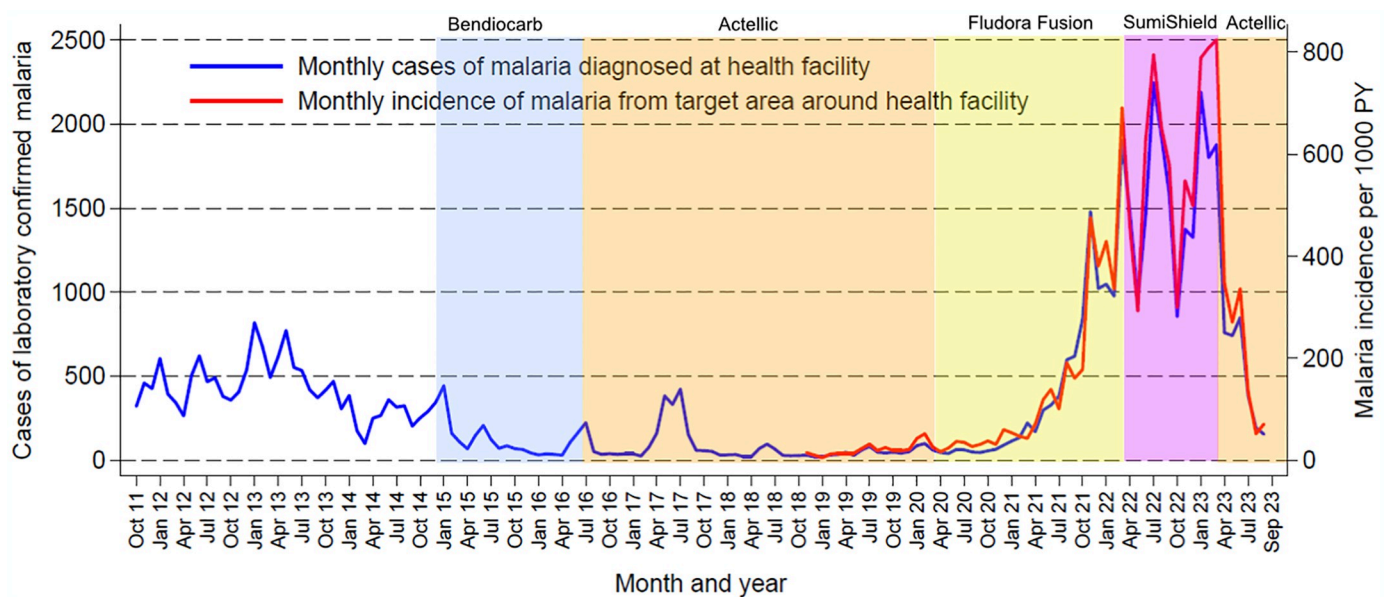 Bendiocarb Actellic Fludora Fusion SumiShield Actellic
Cases of laboratory confirmed malaria
2500
2000
1500
1000
500
0
Monthly cases of malaria diagnosed at health facility
Monthly incidence of malaria from target area around health facility
800
600
400
200
0
Malaria incidence per 1000 PY
Oct 11
Jan 12
Apr 12
Jul 12
Oct 12
Jan 13
Apr 13
Jul 13
Oct 13
Jan 14
Apr 14
Jul 14
Oct 14
Jan 15
Apr 15
Jul 15
Oct 15
Jan 16
Apr 16
Jul 16
Oct 16
Jan 17
Apr 17
Jul 17
Oct 17
Jan 18
Apr 18
Jul 18
Oct 18
Jan 19
Apr 19
Jul 19
Oct 19
Jan 20
Apr 20
Jul 20
Oct 20
Jan 21
Apr 21
Jul 21
Oct 21
Jan 22
Apr 22
Jul 22
Oct 22
Jan 23
Apr 23
Jul 23
Sep 23
Month and year